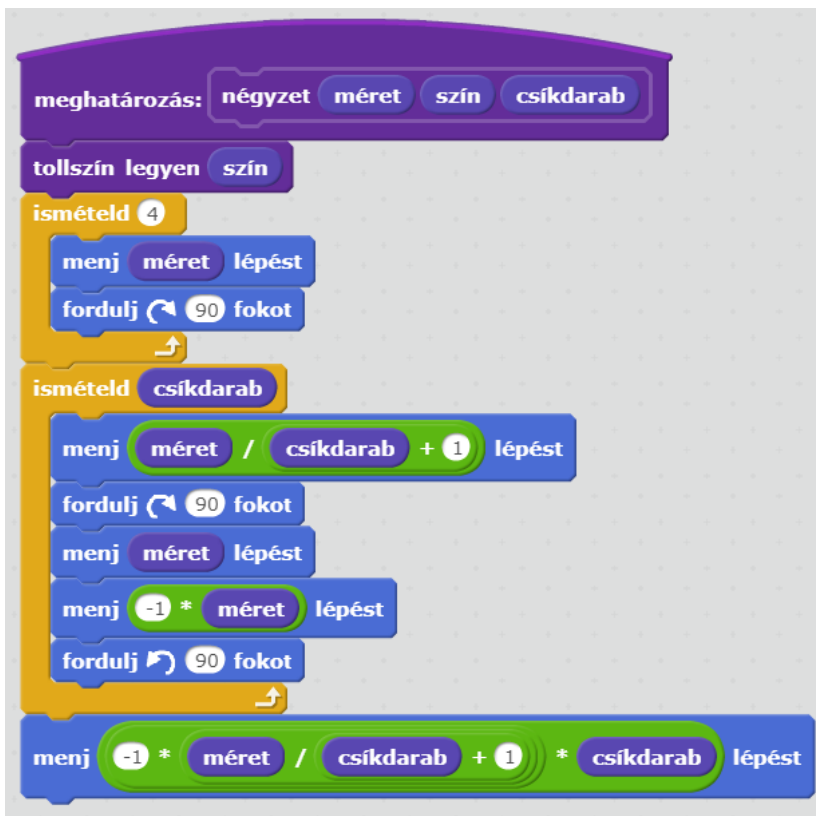 meghatározás: négyzet méret szín csíkdarab
tollszín legyen szín
ismételd 4
menj méret lépést
fordulj 90 fokot
ismételd csíkdarab
menj méret / csíkdarab + 1 lépést
fordulj 90 fokot
menj méret lépést
menj -1 * méret lépést
fordulj 90 fokot
menj -1 * méret / csíkdarab + 1 * csíkdarab lépést